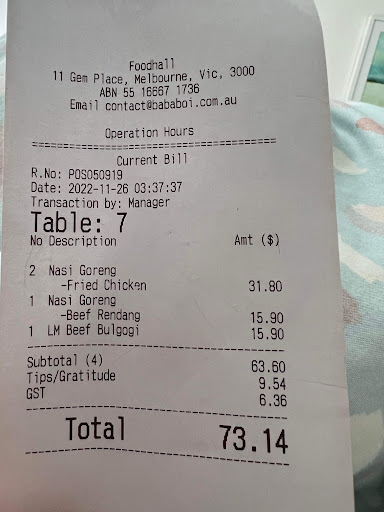 Foodhall
11 Gem Place, Melbourne, Vic, 3000
ABN 55 16667 1736
Email contact@bababoi.com.au
Operation Hours
Current Bill
R.No: POS050919
Date: 2022-11-26 03:37:37
Transaction by: Manager
Table: 7
No Description Amt ($)
2 Nasi Goreng
-Fried Chicken 31.80
1 Nasi Goreng
-Beef Rendang 15.90
1 LM Beef Bulgogi 15.90
Subtotal (4) 63.60
Tips/Gratitude 9.54
GST 6.36
Total 73.14